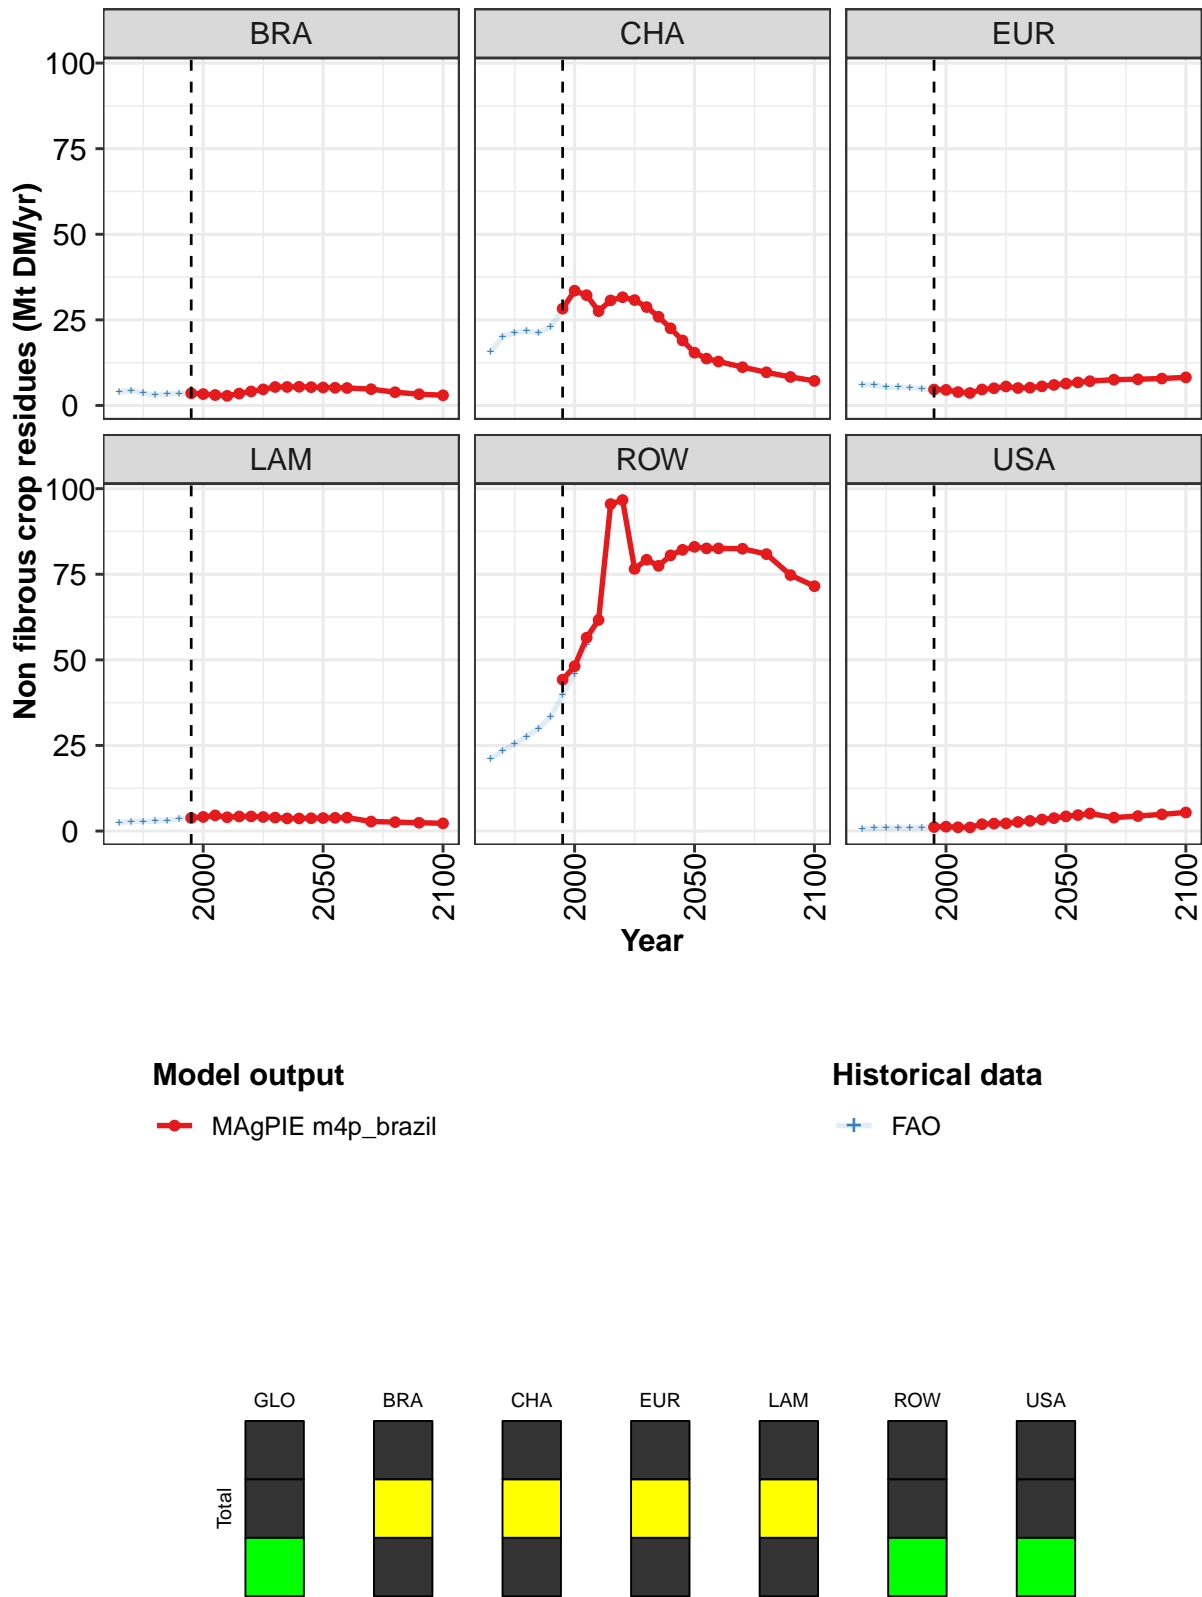 BRA CHA EUR
100
75
50
25
0
LAM ROW USA
100
75
50
25
0
Non fibrous crop residues (Mt DM/yr)
2000 2050 2100 2000 2050 2100 2000 2050 2100
Year
Model output Historical data
MAgPIE m4p_brazil FAO
GLO BRA CHA EUR LAM ROW USA
Total